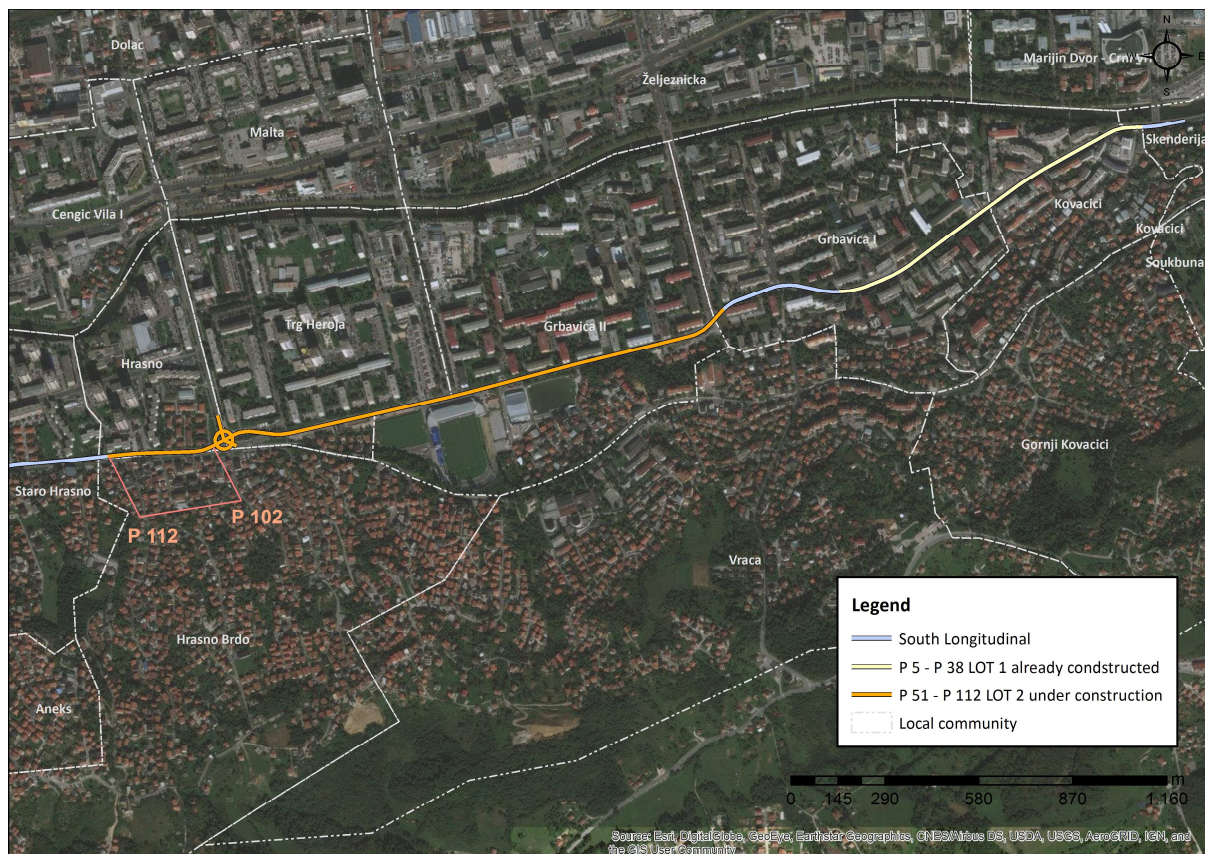 N
Dolac
Marijin Dvor - Crni Vrh
E
Željeznicka
S
Malta
Skenderija
Cengic Vila I
Kovacici
Kovacici
Grbavica I
Soukbuna
Trg Heroja
Grbavica II
Hrasno
Gornji Kovacici
Staro Hrasno
P 102
P 112
Vraca
Legend
South Longitudinal
P 5 - P 38 LOT 1 already condstructed
P 51 - P 112 LOT 2 under construction
Local community
Hrasno Brdo
Aneks
m
0 145 290 580 870 1.160
Source: Esri, DigitalGlobe, GeoEye, Earthstar Geographics, CNES/Airbus DS, USDA, USGS, AeroGRID, IGN, and
the GIS User Community